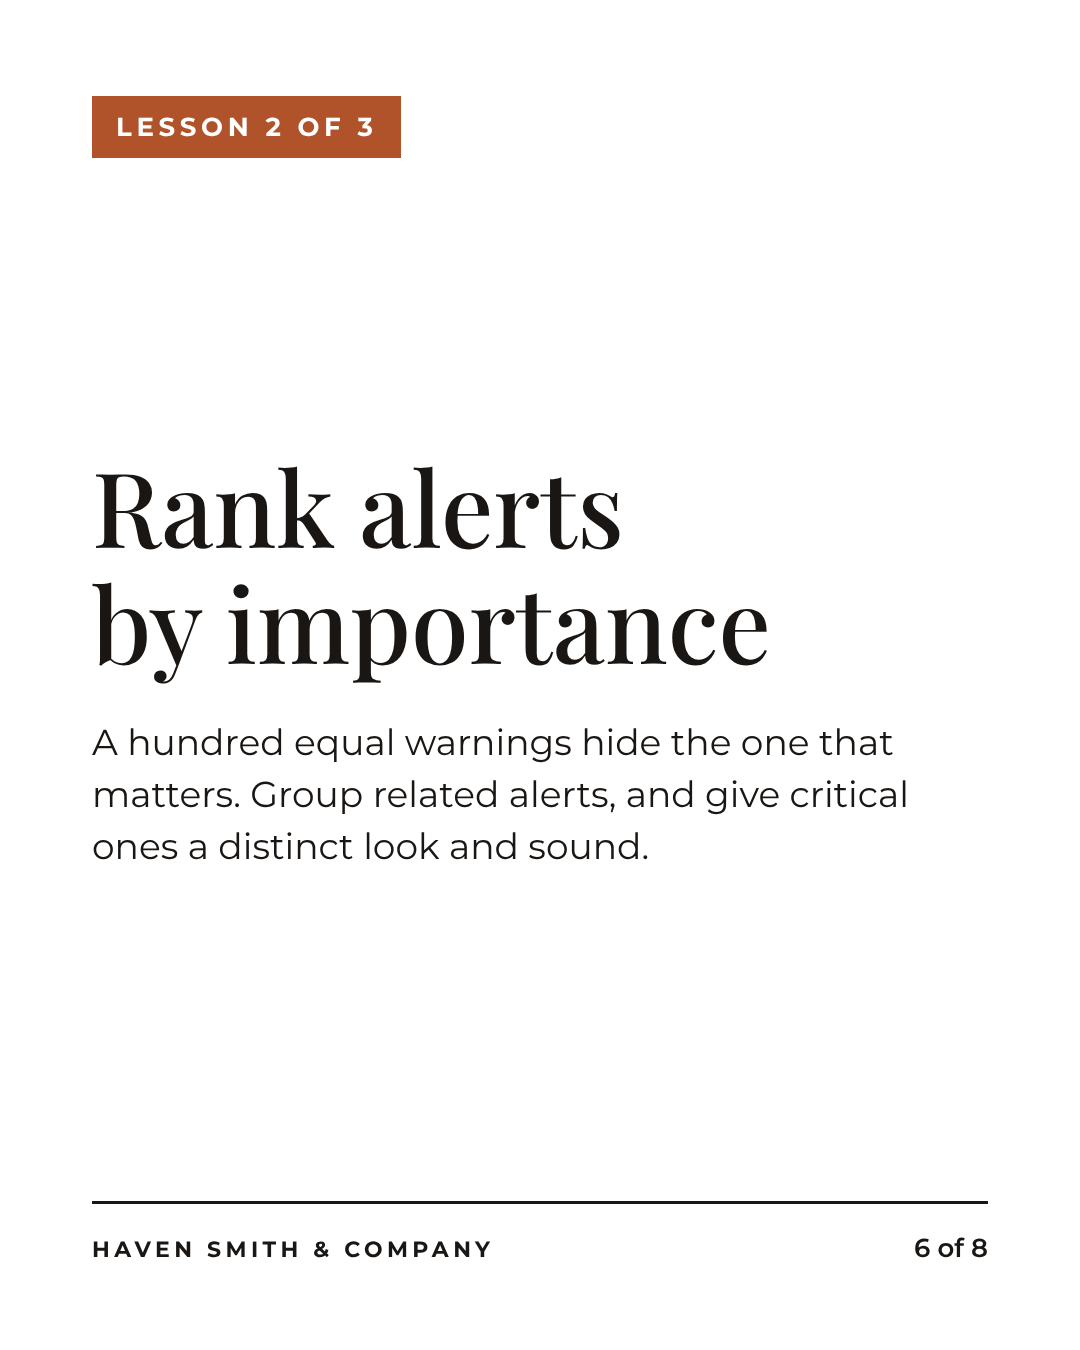 LESSON 2 OF 3
Rank alerts
by importance
A hundred equal warnings hide the one that
matters. Group related alerts, and give critical
ones a distinct look and sound.
HAVEN SMITH & COMPANY
6 of 8